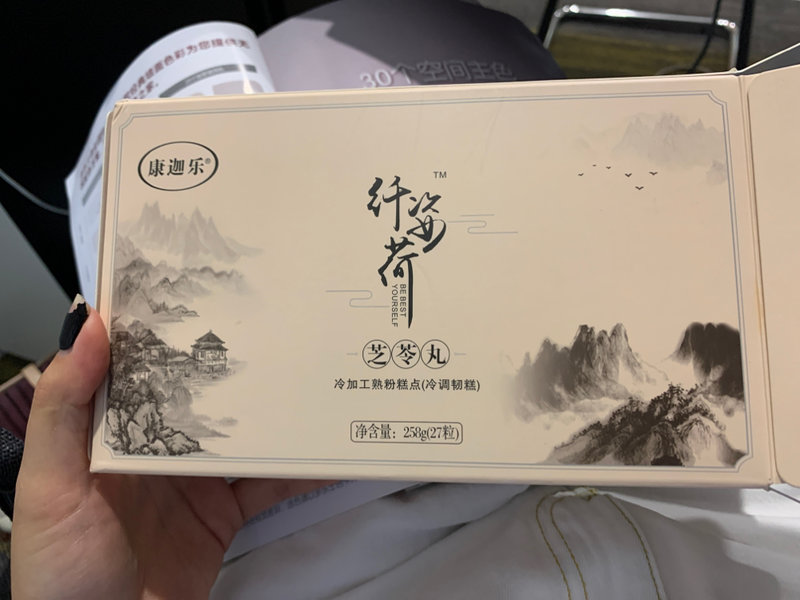 30个空间主色
康迦乐®
纤姿荷™
BE BEST
YOURSELF
芝苓丸
冷加工熟粉糕点(冷调韧糕)
净含量：258g(27粒)